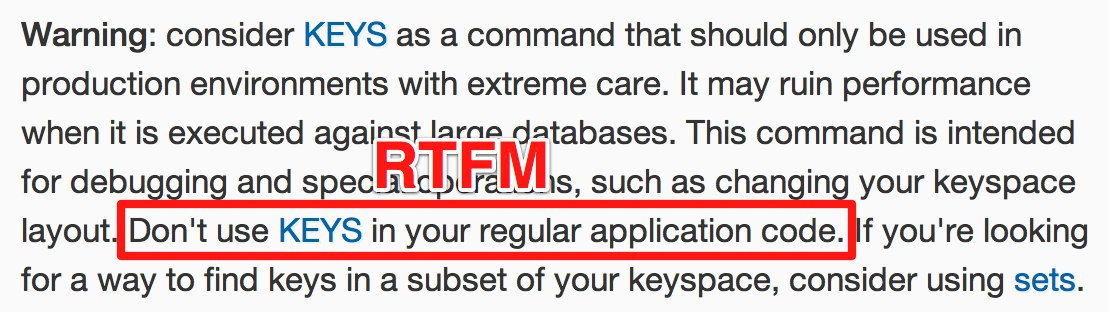 Warning: consider KEYS as a command that should only be used in
production environments with extreme care. It may ruin performance
when it is executed against large databases. This command is intended
RTFM
for debugging and special operations, such as changing your keyspace
layout. Don't use KEYS in your regular application code. If you're looking
for a way to find keys in a subset of your keyspace, consider using sets.